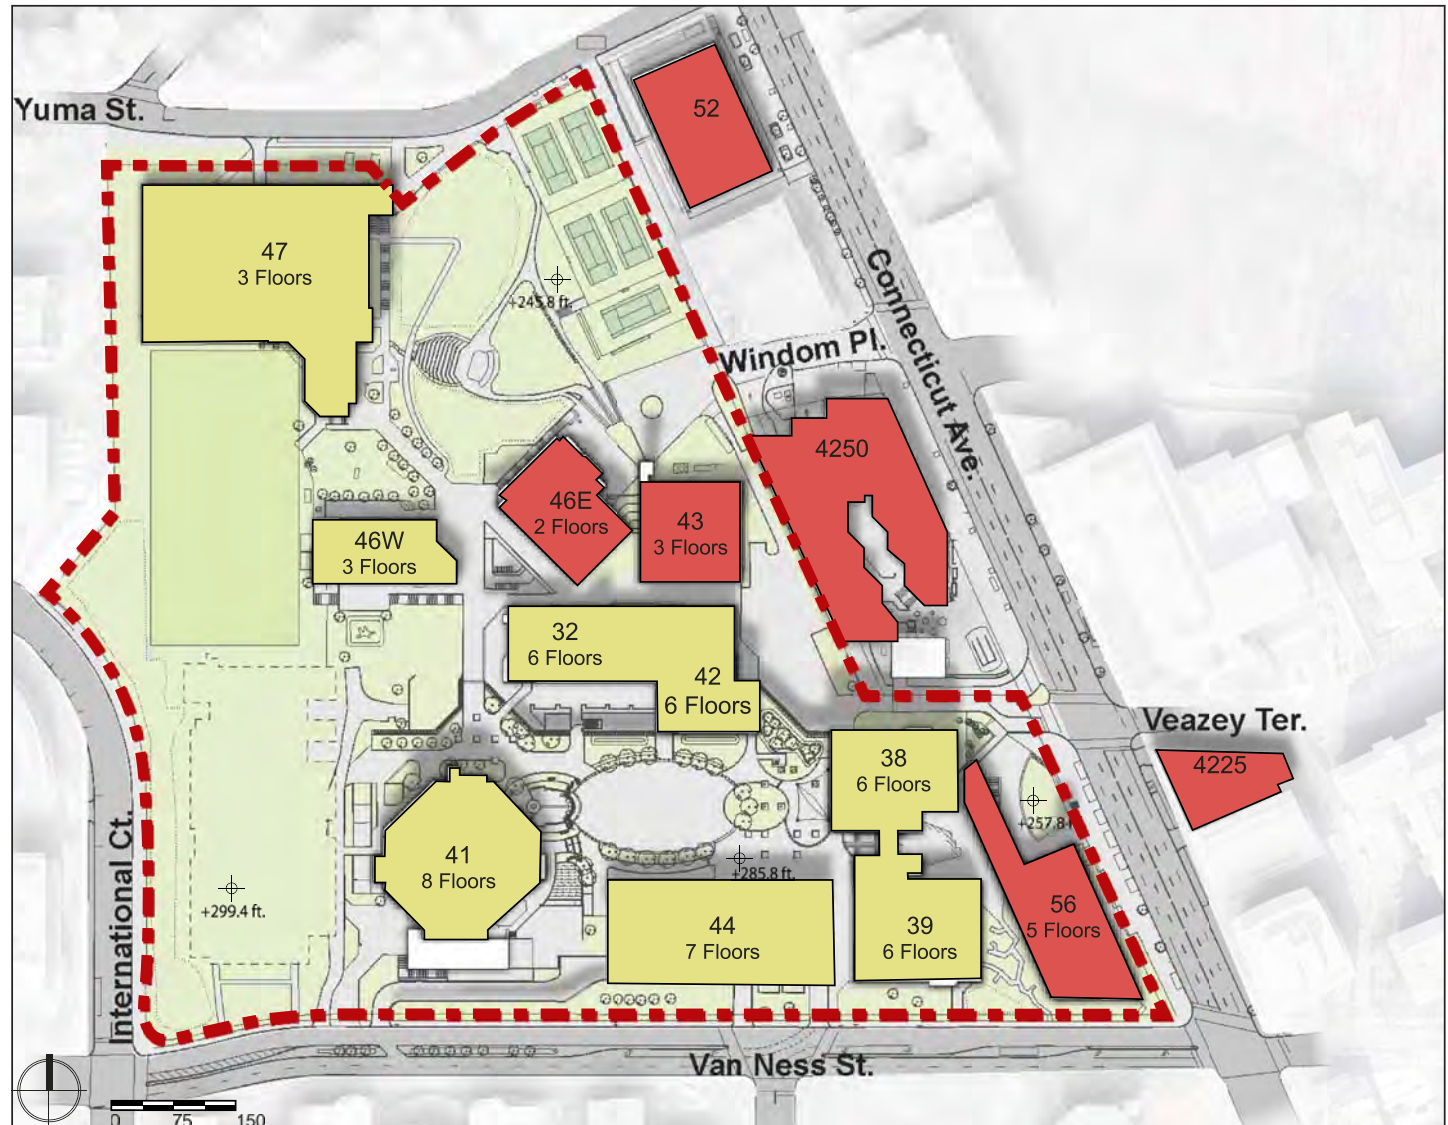 52
Yuma St.
47
3 Floors
+245.8 ft.
Connecticut Ave.
Windom Pl.
4250
46E
2 Floors
43
3 Floors
46W
3 Floors
32
6 Floors
42
6 Floors
Veazey Ter.
4225
38
6 Floors
+257.8
41
8 Floors
+285.8 ft.
+299.4 ft.
44
7 Floors
39
6 Floors
56
5 Floors
International Ct.
Van Ness St.
0 75 150